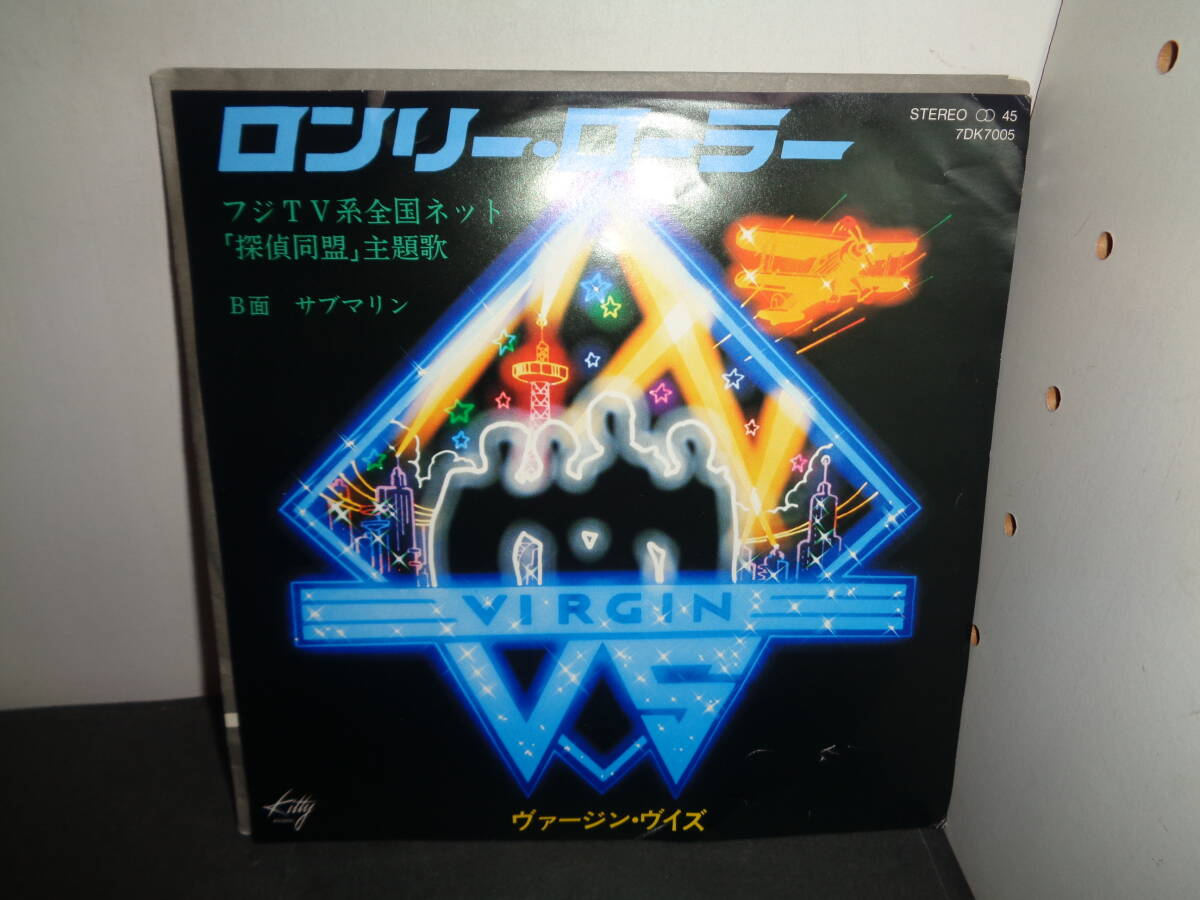 ロンリー・ローラー
STEREO 45
7DK7005
フジTV系全国ネット
「探偵同盟」主題歌
B面 サブマリン
VIRGIN
VS
Kitty
ヴァージン・ヴイズ